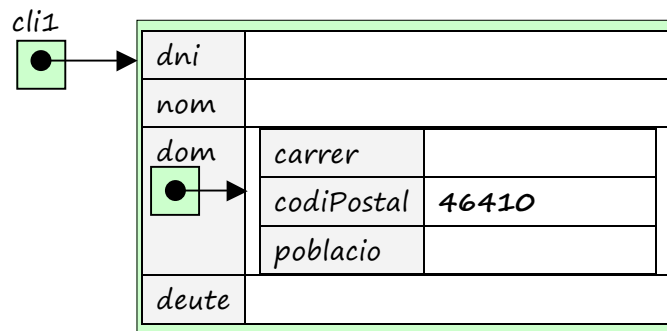 cli1
dni
nom
dom
carrer
codiPostal 46410
poblacio
deute